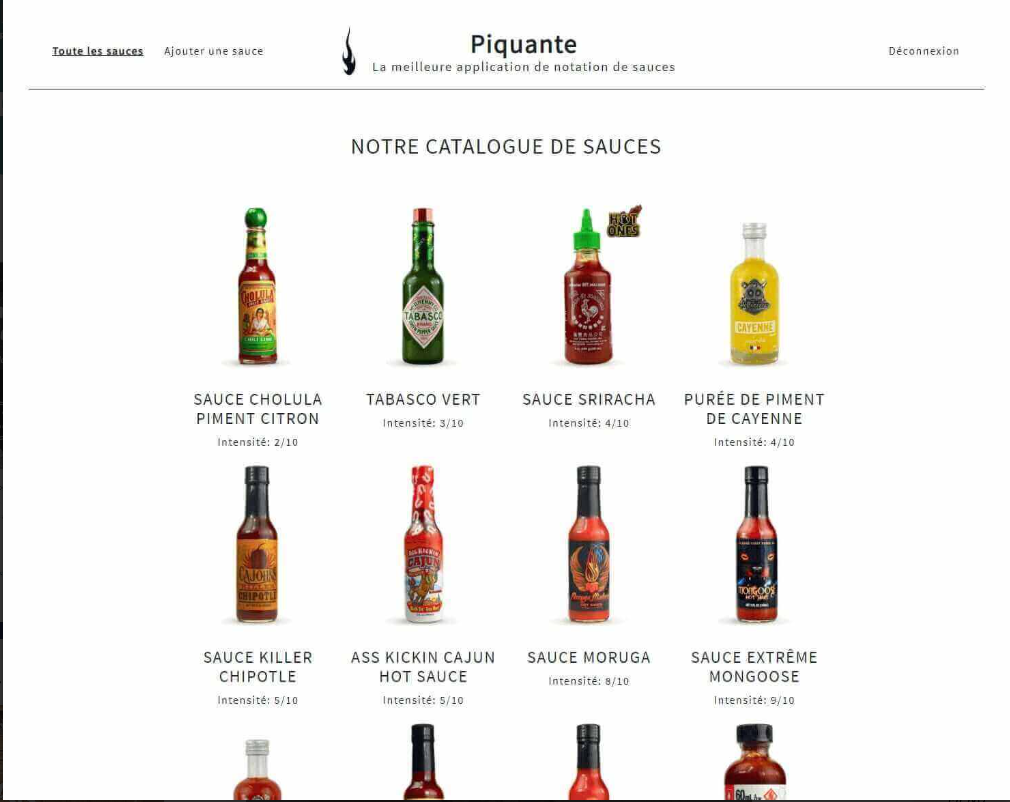 Toute les sauces
Ajouter une sauce
Piquante
La meilleure application de notation de sauces
Déconnexion
NOTRE CATALOGUE DE SAUCES
CHOLULA
HOT ONES
TABASCO
CAYENNE
SAUCE CHOLULA
PIMENT CITRON
Intensité: 2/10
TABASCO VERT
Intensité: 3/10
SAUCE SRIRACHA
Intensité: 4/10
PURÉE DE PIMENT
DE CAYENNE
Intensité: 4/10
CAJOHNS
CHIPOTLE
CAJUN
MONGOOSE
SAUCE KILLER
CHIPOTLE
Intensité: 5/10
ASS KICKIN CAJUN
HOT SAUCE
Intensité: 5/10
SAUCE MORUGA
Intensité: 8/10
SAUCE EXTRÊME
MONGOOSE
Intensité: 9/10
60mL